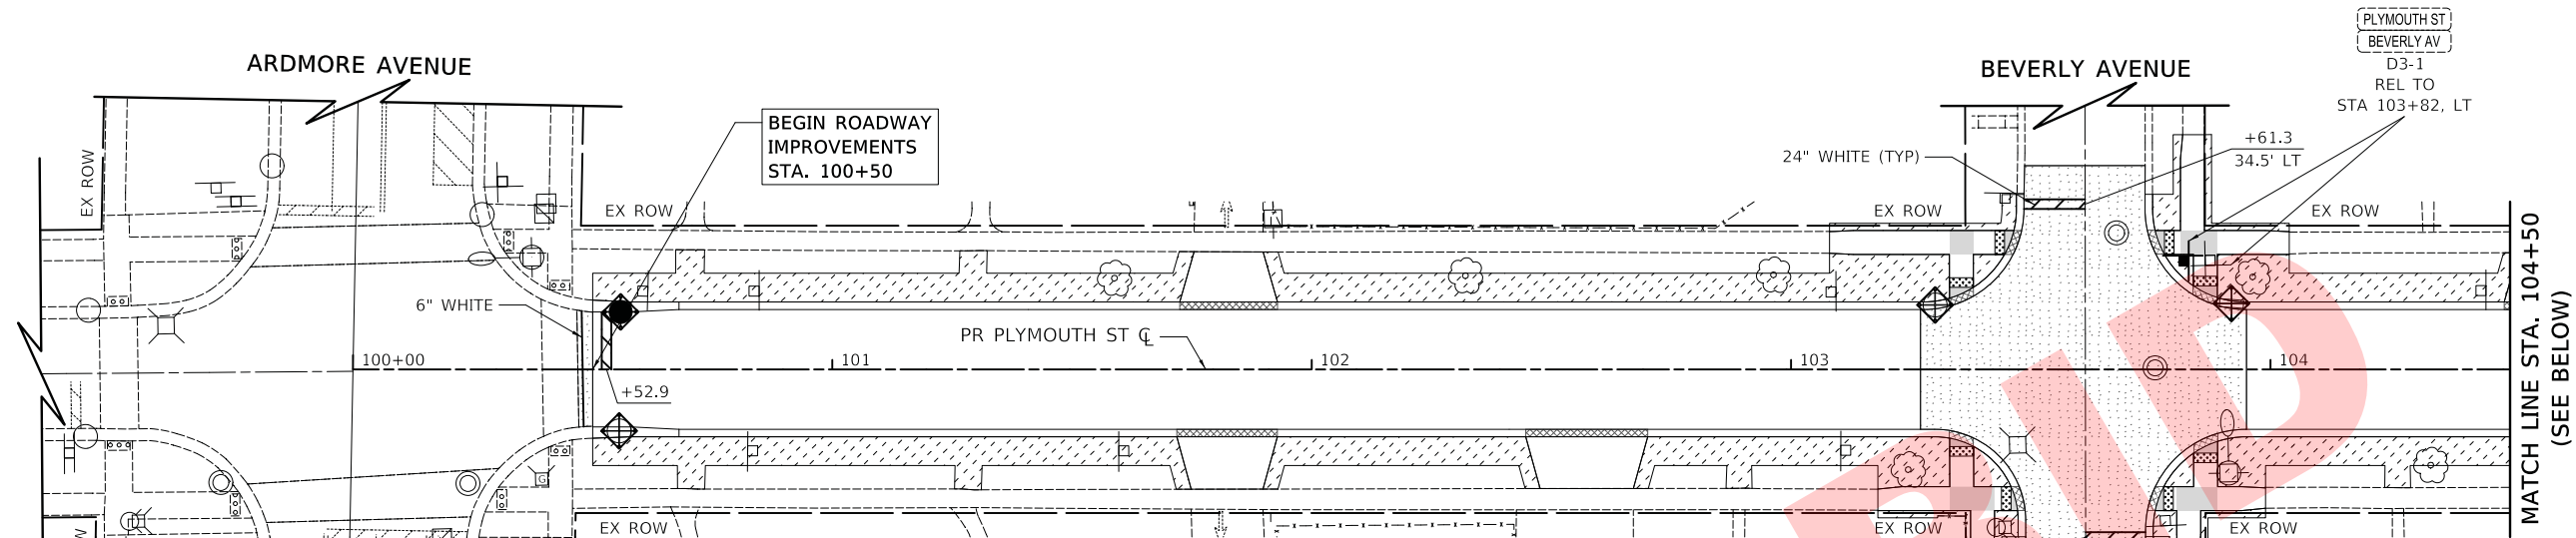 ARDMORE AVENUE
BEVERLY AVENUE
PLYMOUTH ST
BEVERLY AV
D3-1
REL TO
STA 103+82, LT
BEGIN ROADWAY
IMPROVEMENTS
STA. 100+50
24" WHITE (TYP)
+61.3
34.5' LT
EX ROW
EX ROW
EX ROW
EX ROW
6" WHITE
PR PLYMOUTH ST ℄
100+00
101
102
103
104
+52.9
MATCH LINE STA. 104+50
(SEE BELOW)
G
EX ROW
EX ROW
EX ROW
W
BID